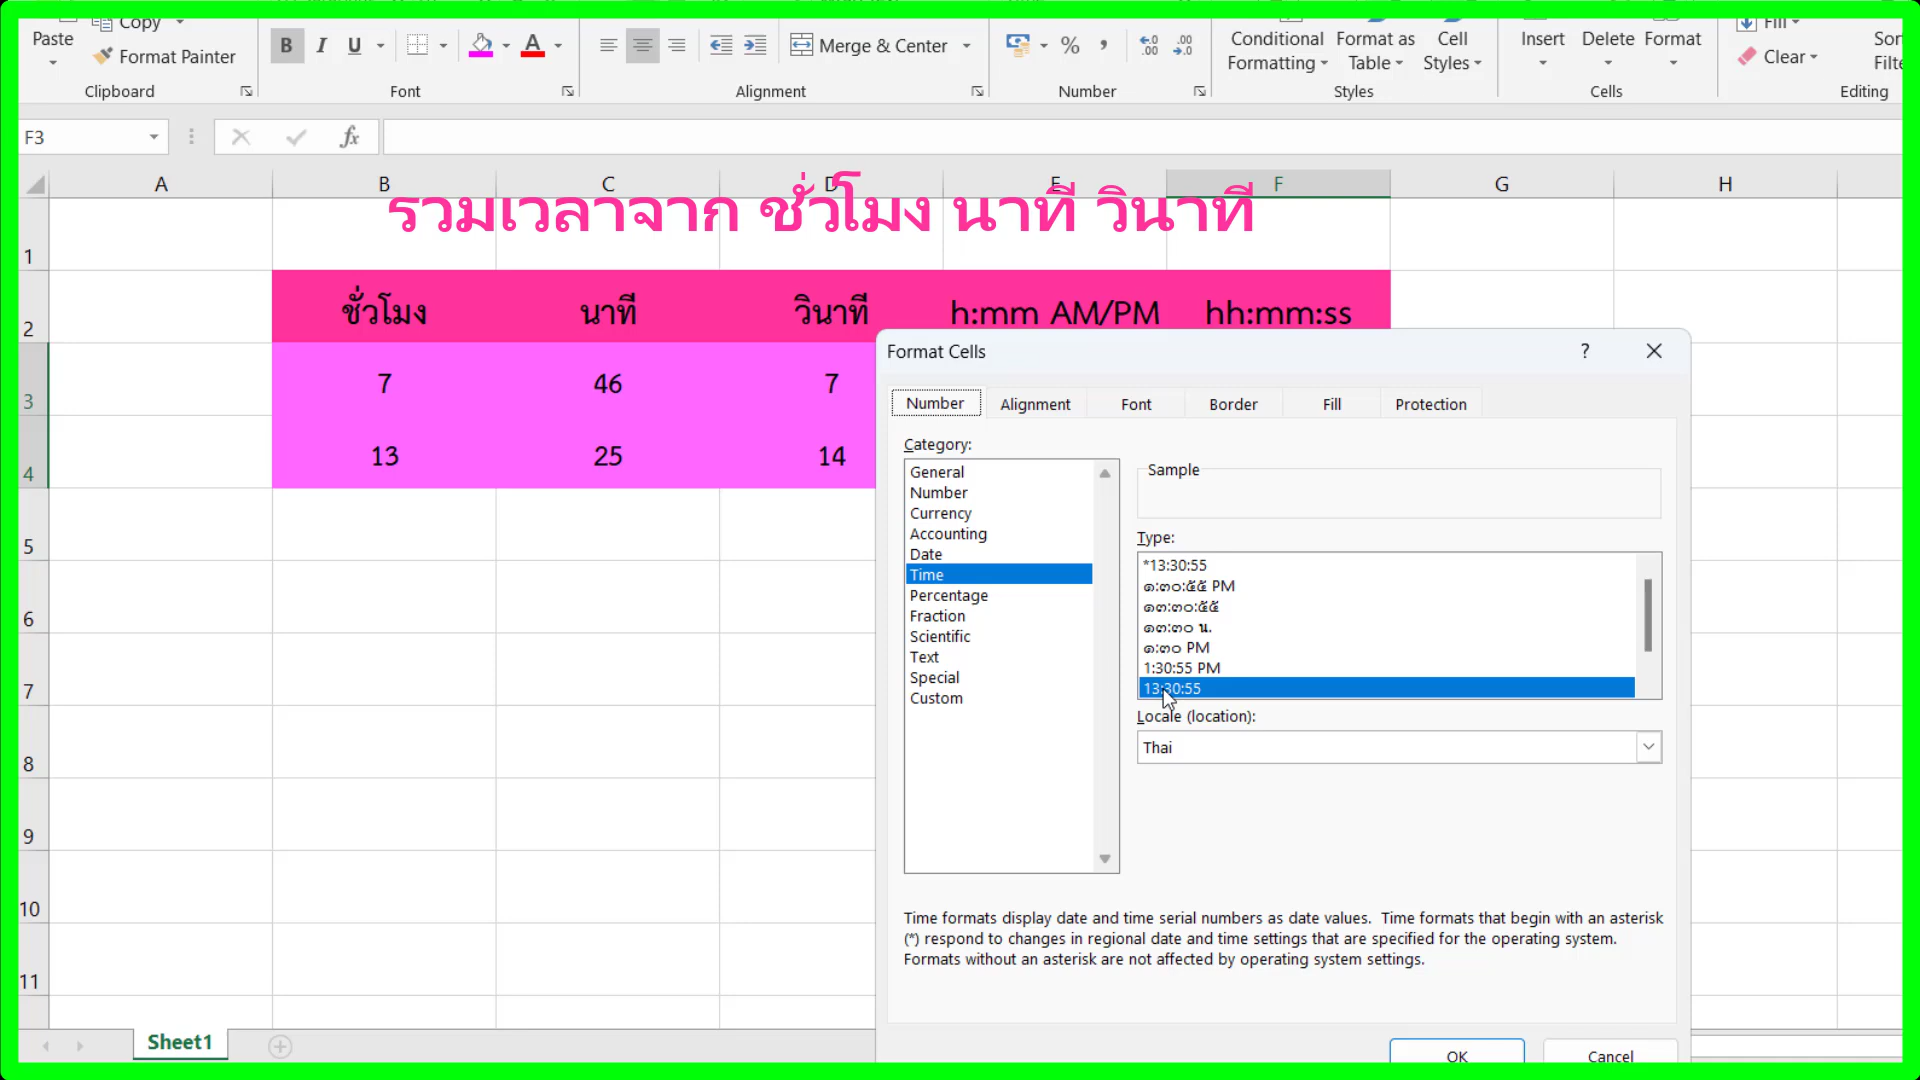 Copy
Fill
Paste
Format Painter
B I U A
Merge & Center
%
Conditional Formatting
Format as Table
Cell Styles
Insert
Delete
Format
Clear
Clipboard
Font
Alignment
Number
Styles
Cells
Editing
F3
fx
A B C D E F G H
รวมเวลาจาก ชั่วโมง นาที วินาที
1
2 ชั่วโมง นาที วินาที h:mm AM/PM hh:mm:ss
3 7 46 7
4 13 25 14
5
6
7
8
9
10
11
Format Cells ?
Number Alignment Font Border Fill Protection
Category:
General
Number
Currency
Accounting
Date
Time
Percentage
Fraction
Scientific
Text
Special
Custom
Sample
Type:
*13:30:55
๑:๓๐:๕๕ PM
๑๓:๓๐:๕๕
๑๓:๓๐ น.
๑:๓๐ PM
1:30:55 PM
13:30:55
Locale (location):
Thai
Time formats display date and time serial numbers as date values. Time formats that begin with an asterisk
(*) respond to changes in regional date and time settings that are specified for the operating system.
Formats without an asterisk are not affected by operating system settings.
OK Cancel
Sheet1